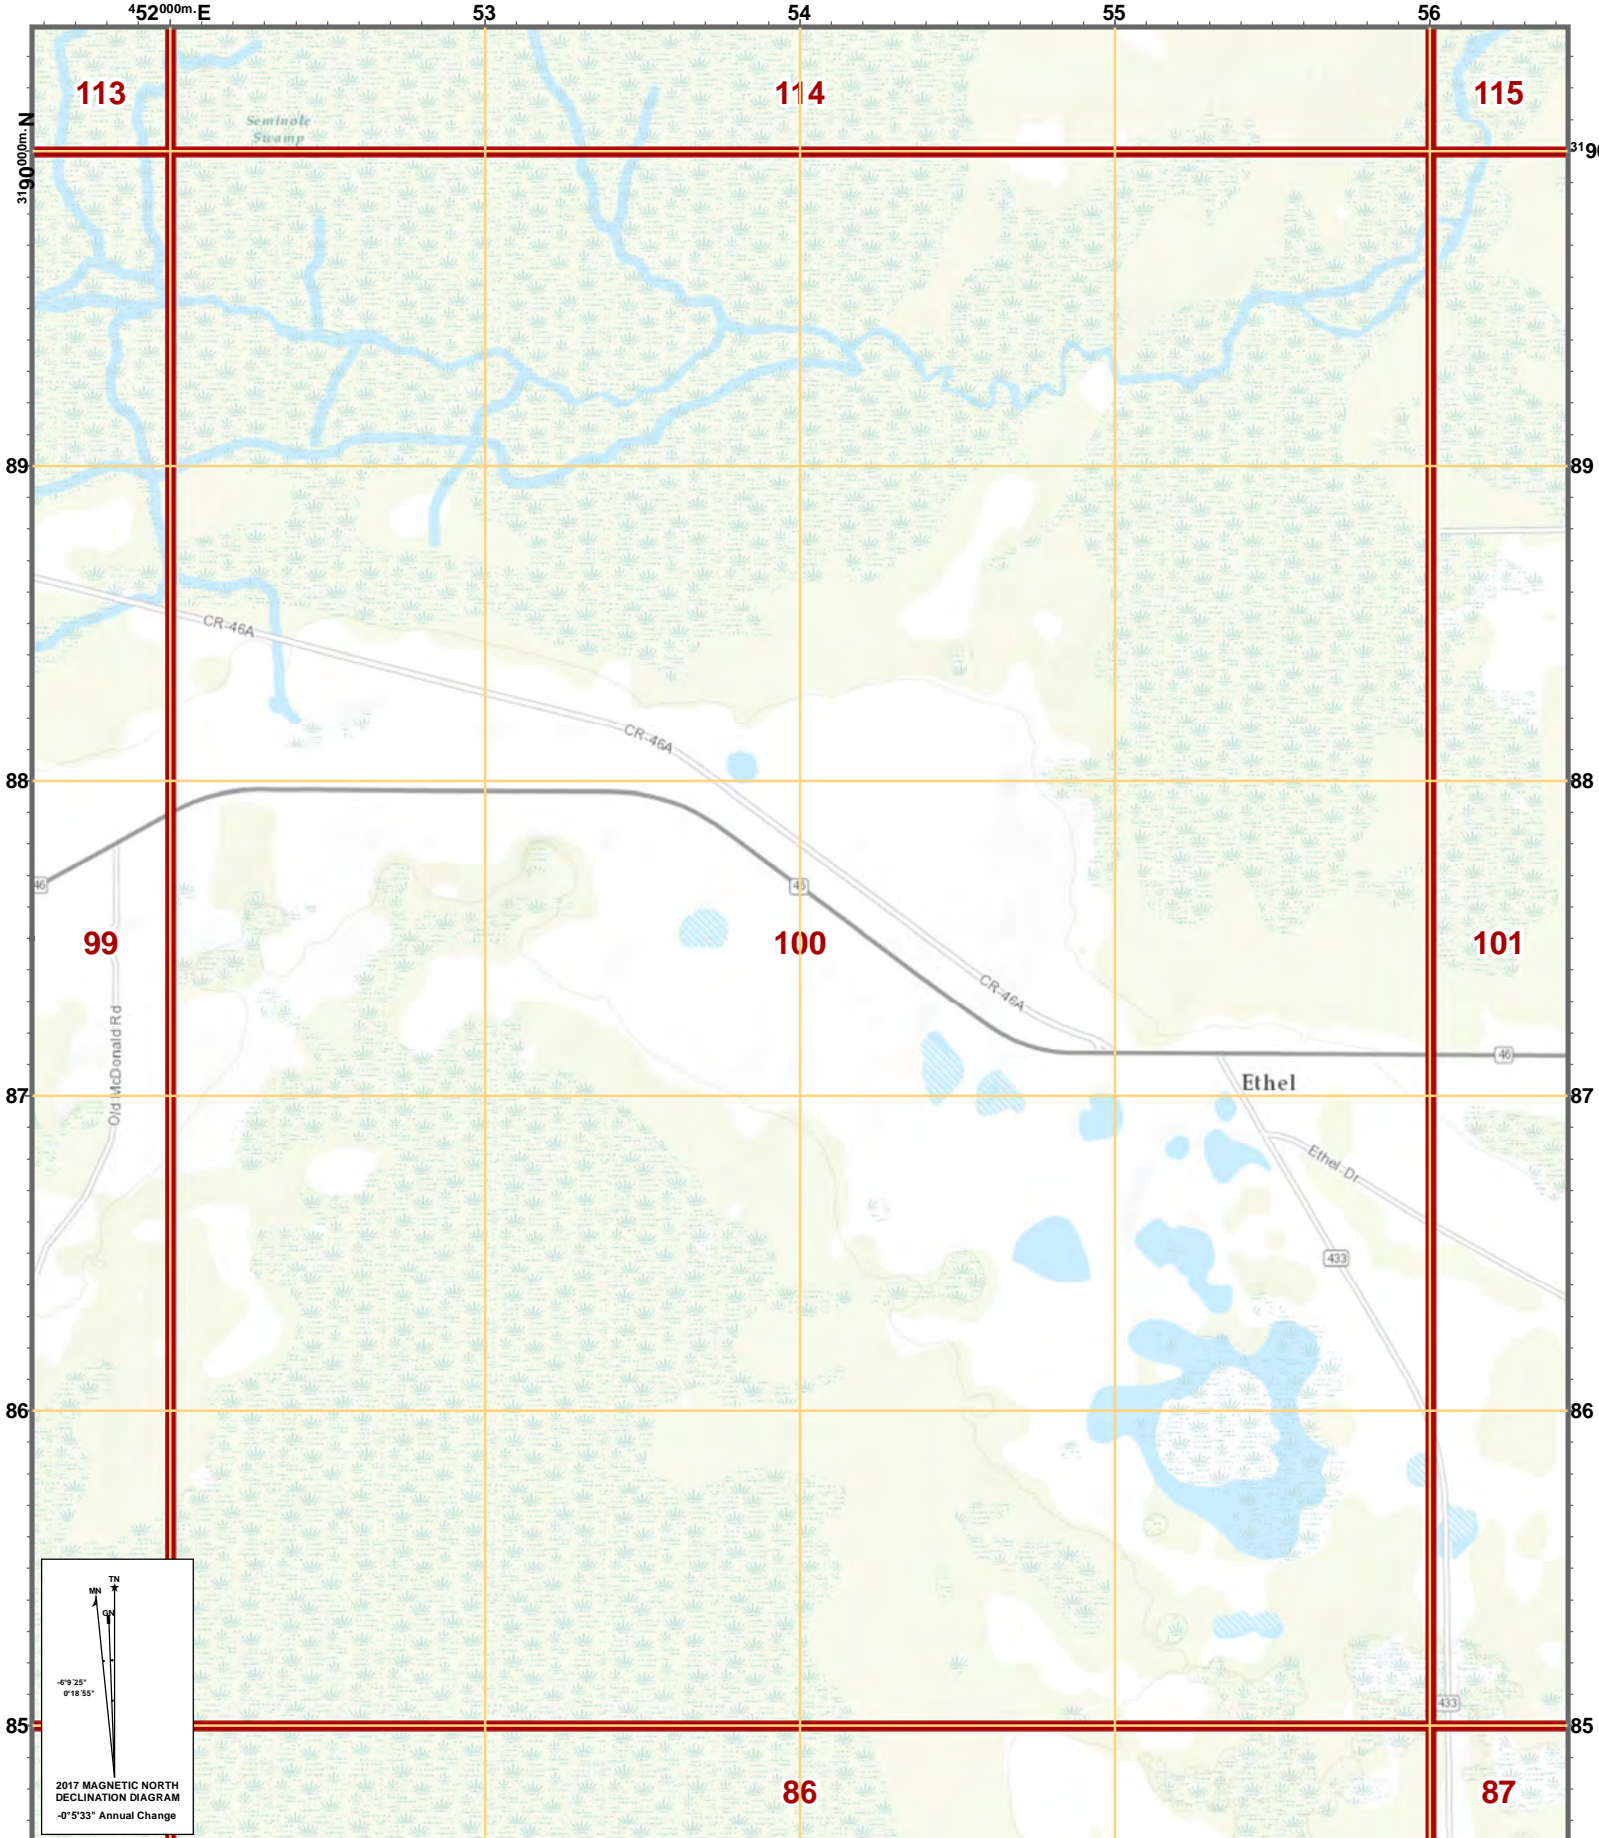 452000m.E 53 54 55 56
113 114 115
Seminole
Swamp
3190000m.N
3190
89 89
CR-46A
CR-46A
88 88
46
46
99 100 101
CR-46A
Old McDonald Rd
46
Ethel
87 87
Ethel Dr
433
86 86
TN
MN
GN
-6°9'25"
0°18'55"
433
85 85
2017 MAGNETIC NORTH
DECLINATION DIAGRAM
-0°5'33" Annual Change
86 87